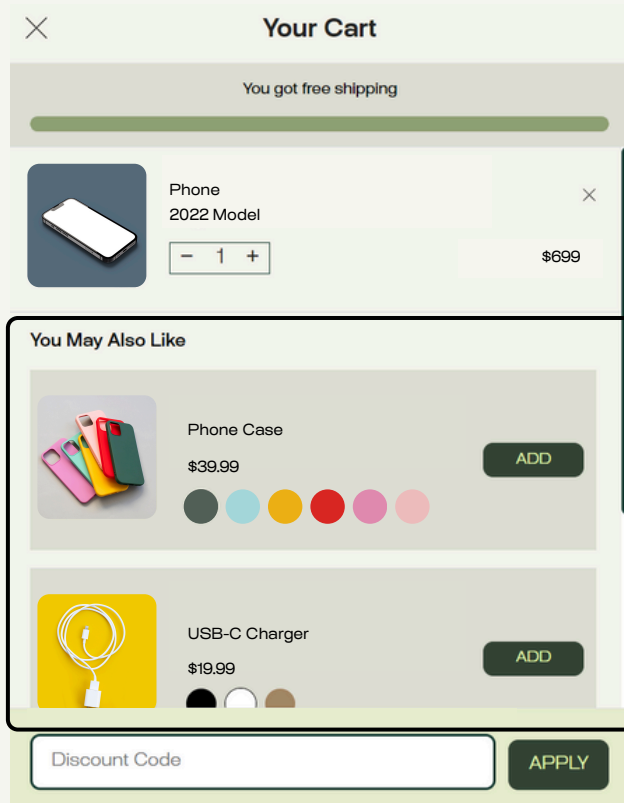 Your Cart
You got free shipping
Phone
2022 Model
− 1 +
$699
You May Also Like
Phone Case
$39.99
ADD
USB-C Charger
$19.99
ADD
Discount Code
APPLY